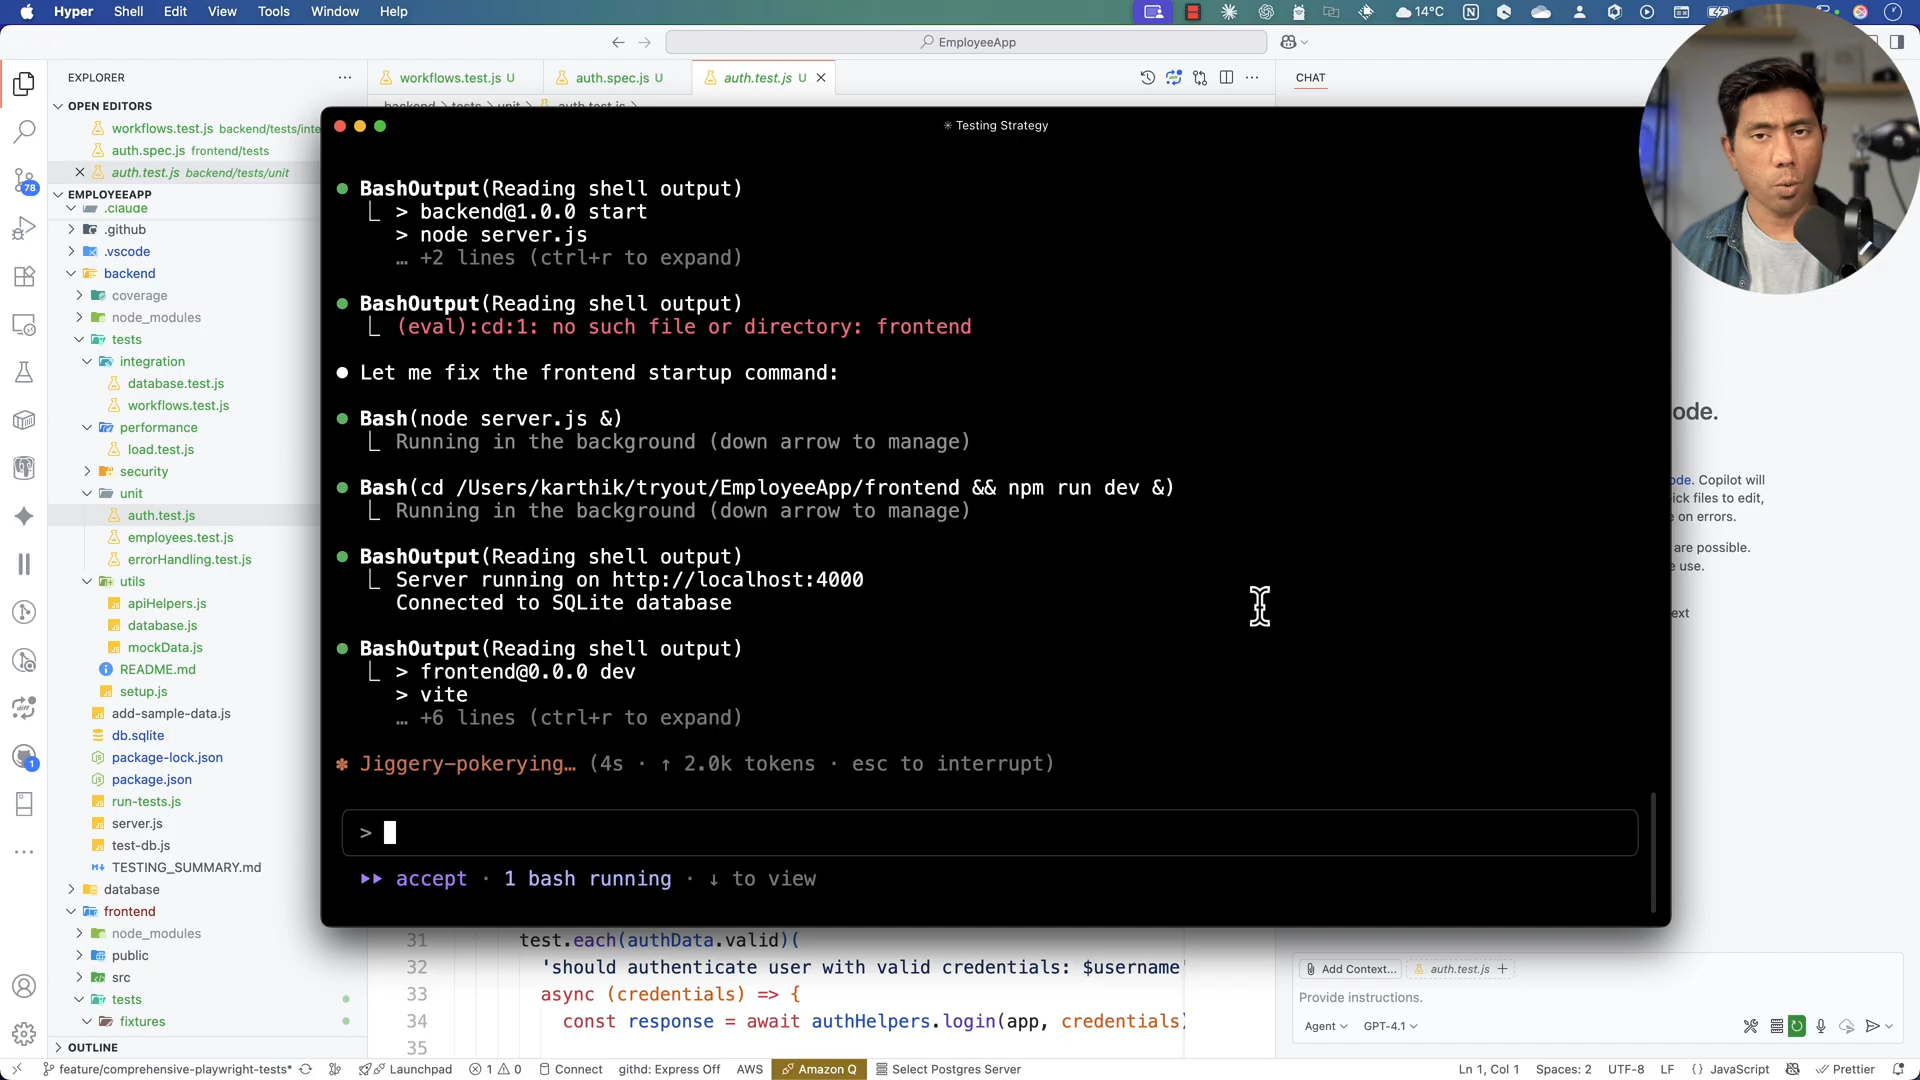 Hyper Shell Edit View Tools Window Help
14°C
EmployeeApp
EXPLORER
workflows.test.js U
auth.spec.js U
auth.test.js U
CHAT
OPEN EDITORS
workflows.test.js backend/tests/inte
auth.spec.js frontend/tests
auth.test.js backend/tests/unit
EMPLOYEEAPP
.claude
.github
.vscode
backend
coverage
node_modules
tests
integration
database.test.js
workflows.test.js
performance
load.test.js
security
unit
auth.test.js
employees.test.js
errorHandling.test.js
utils
apiHelpers.js
database.js
mockData.js
README.md
setup.js
add-sample-data.js
db.sqlite
package-lock.json
package.json
run-tests.js
server.js
test-db.js
TESTING_SUMMARY.md
database
frontend
node_modules
public
src
tests
fixtures
OUTLINE
78
1
backend > tests > unit > auth.test.js >
✳ Testing Strategy
BashOutput(Reading shell output)
> backend@1.0.0 start
> node server.js
… +2 lines (ctrl+r to expand)
BashOutput(Reading shell output)
(eval):cd:1: no such file or directory: frontend
Let me fix the frontend startup command:
Bash(node server.js &)
Running in the background (down arrow to manage)
Bash(cd /Users/karthik/tryout/EmployeeApp/frontend && npm run dev &)
Running in the background (down arrow to manage)
BashOutput(Reading shell output)
Server running on http://localhost:4000
Connected to SQLite database
BashOutput(Reading shell output)
> frontend@0.0.0 dev
> vite
… +6 lines (ctrl+r to expand)
✽ Jiggery-pokerying… (4s · ↑ 2.0k tokens · esc to interrupt)
>
accept · 1 bash running · ↓ to view
ode.
ode. Copilot will
ick files to edit,
e on errors.
are possible.
e use.
ext
31 test.each(authData.valid)(
32 'should authenticate user with valid credentials: $username'
33 async (credentials) => {
34 const response = await authHelpers.login(app, credentials)
35
Add Context...
auth.test.js +
Provide instructions.
Agent
GPT-4.1
feature/comprehensive-playwright-tests*
Launchpad
1 0
Connect
githd: Express Off
AWS
Amazon Q
Select Postgres Server
Ln 1, Col 1
Spaces: 2
UTF-8
LF
{} JavaScript
Prettier